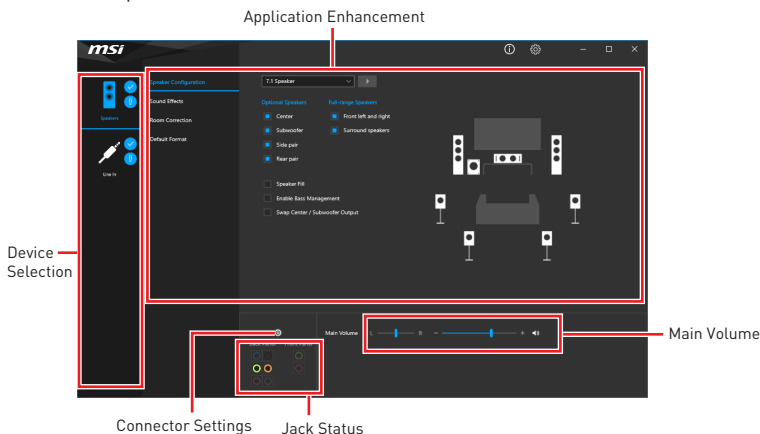 Application Enhancement
msi
Speaker Configuration
7.1 Speaker
Sound Effects
Optional Speakers
Full-range Speakers
Center
Front left and right
Room Correction
Subwoofer
Surround speakers
Speakers
Default Format
Side pair
Rear pair
Line In
Speaker Fill
Enable Bass Management
Swap Center / Subwoofer Output
Device
Selection
Main Volume
L
R
Main Volume
Connector Settings
Jack Status